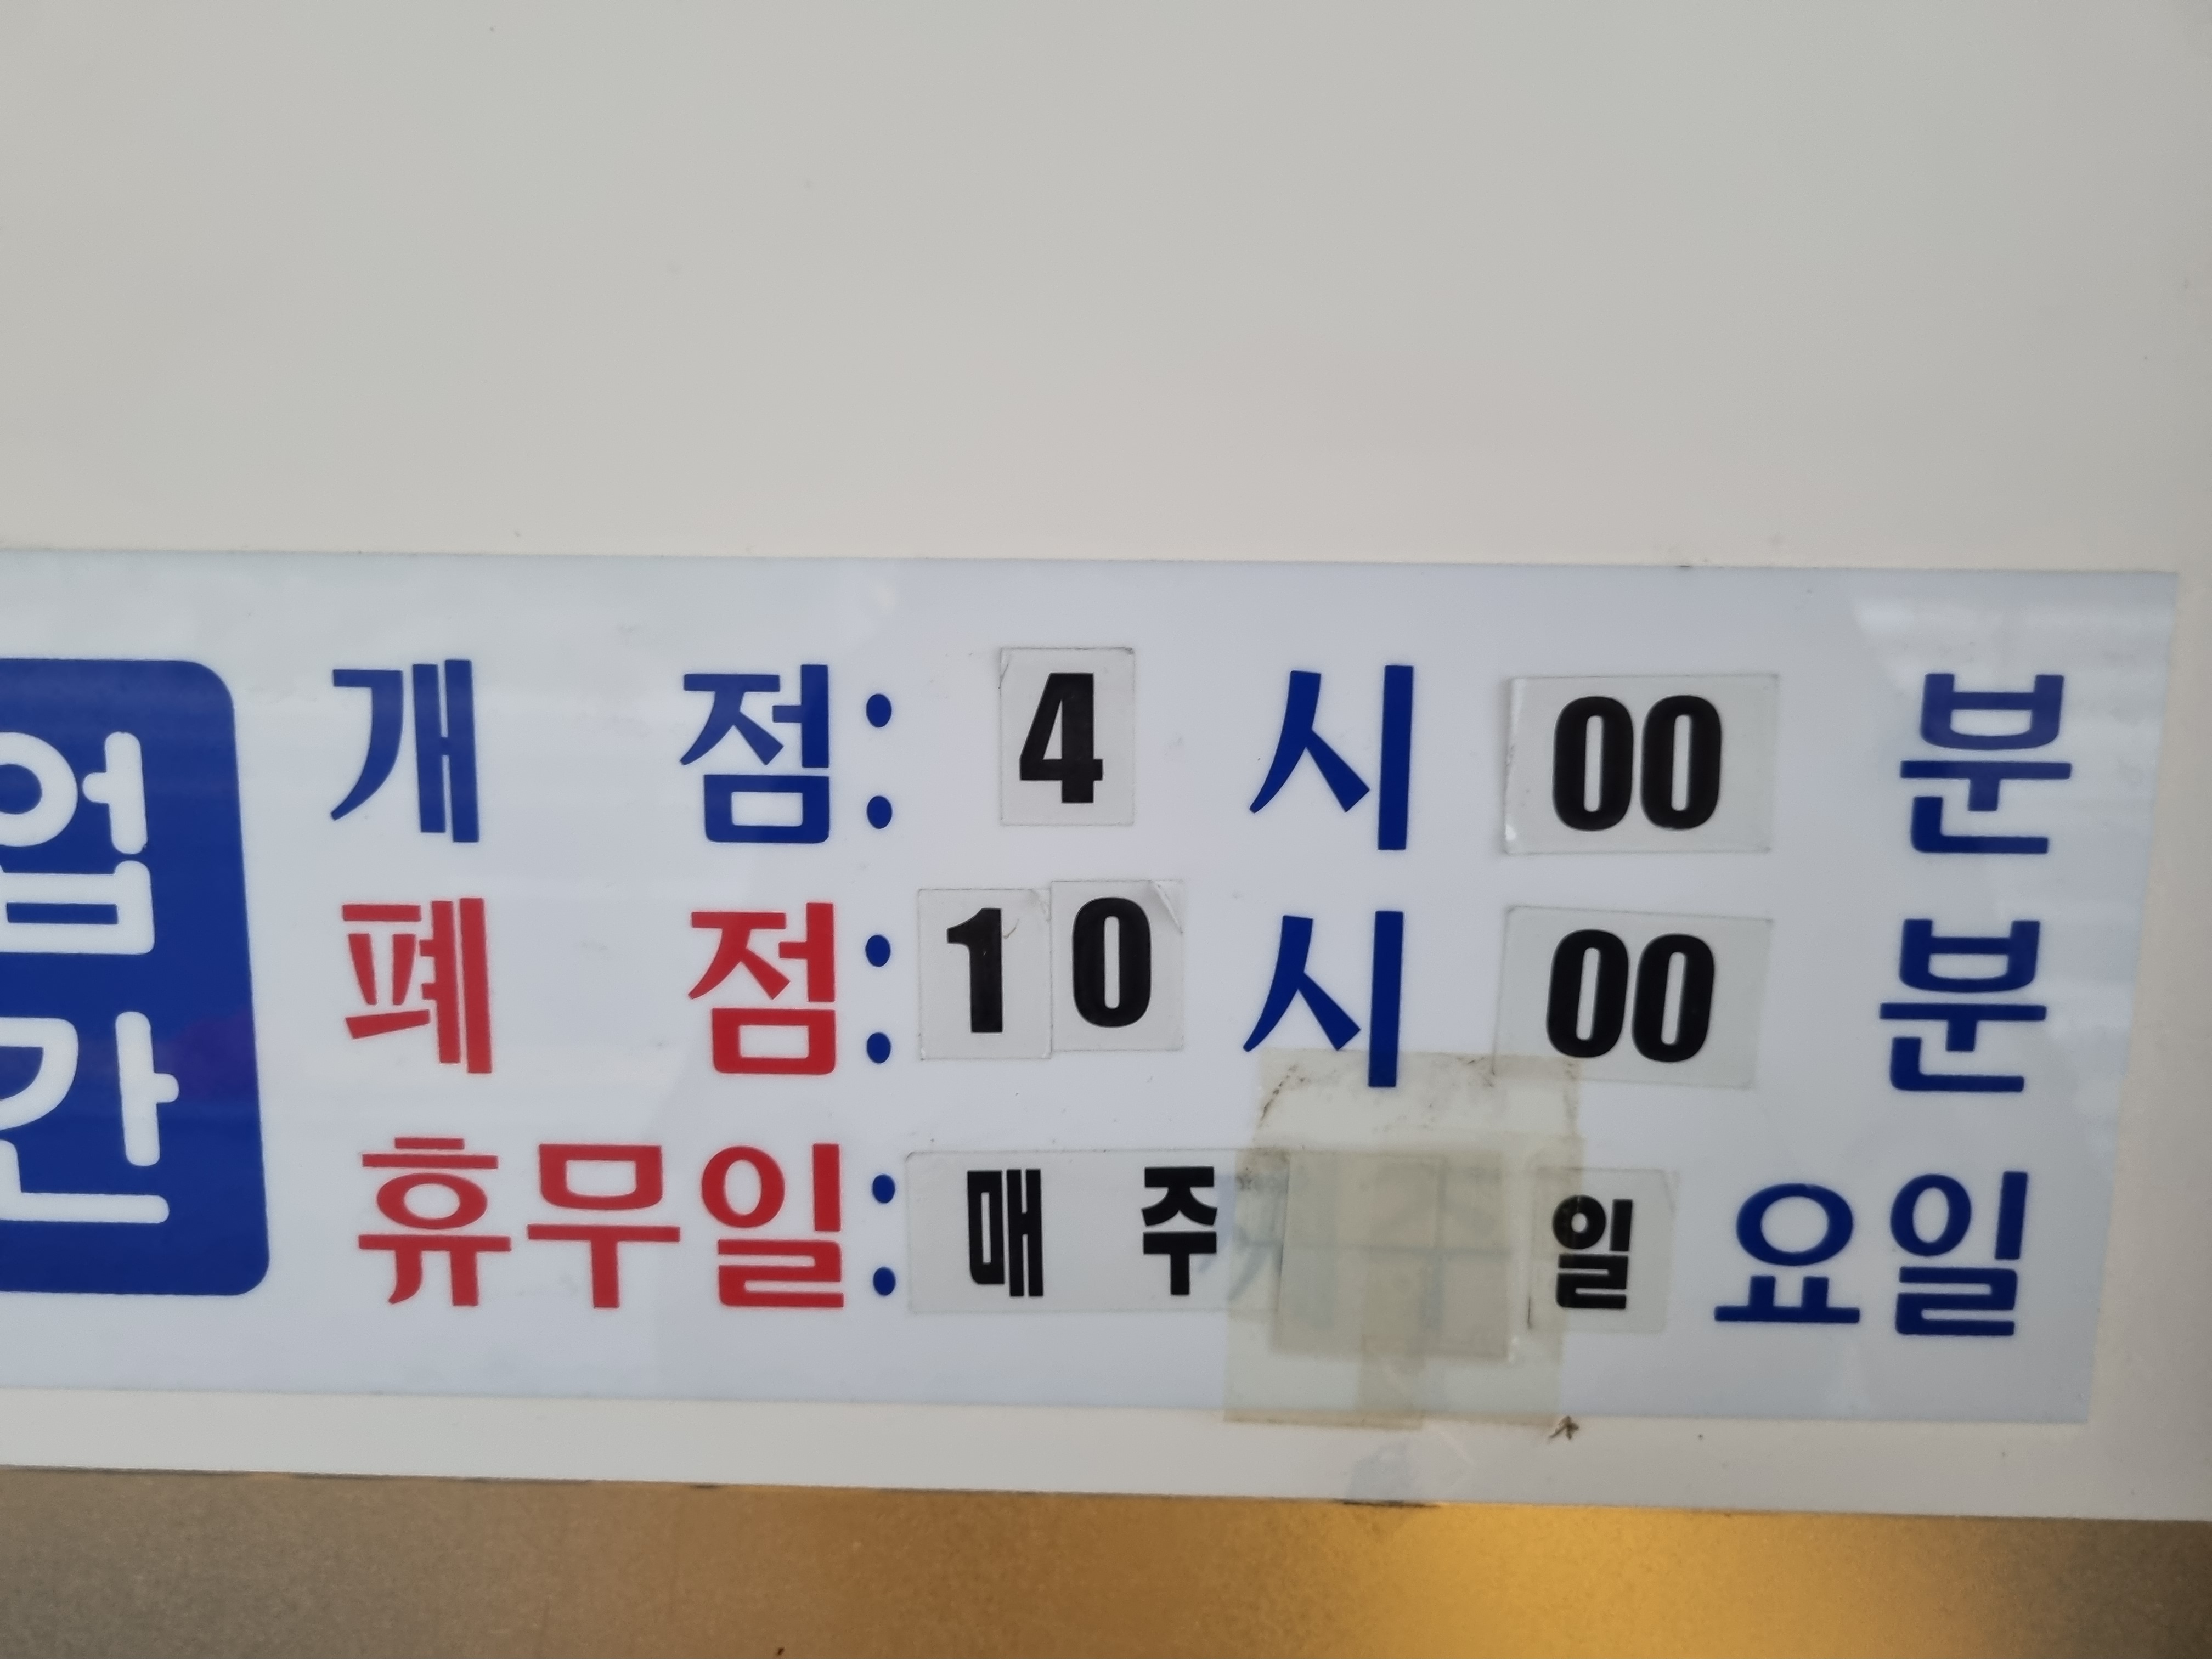 업
간
개 점: 4 시 00 분
폐 점: 10 시 00 분
휴무일: 매 주 일 요일